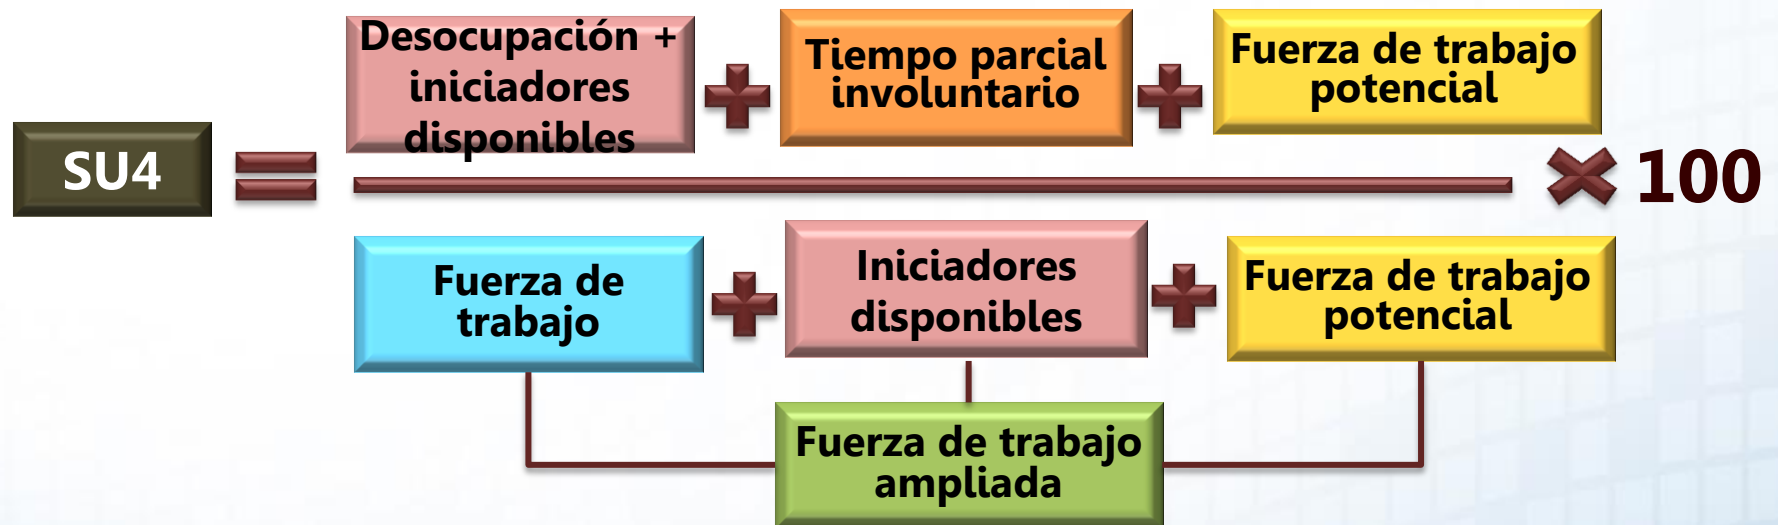 Desocupación +
iniciadores
disponibles
Tiempo parcial
involuntario
Fuerza de trabajo
potencial
SU4
100
Fuerza de
trabajo
Iniciadores
disponibles
Fuerza de trabajo
potencial
Fuerza de trabajo
ampliada